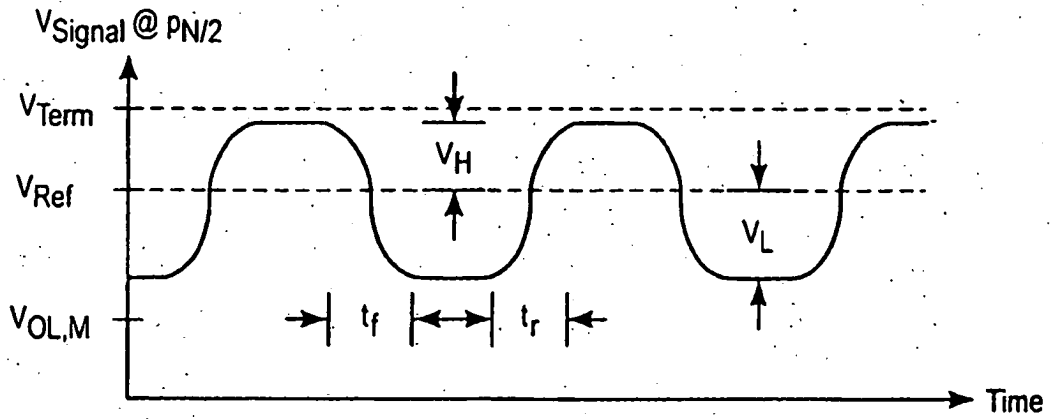 VSignal @ pN/2
VTerm
VH
VRef
VL
VOL,M
tf
tr
Time